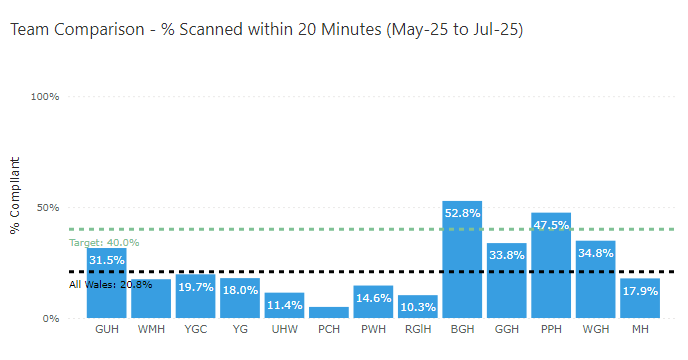 Team Comparison - % Scanned within 20 Minutes (May-25 to Jul-25)
% Compliant
100%
50%
0%
Target: 40.0%
All Wales: 20.8%
31.5%
19.7%
18.0%
11.4%
14.6%
10.3%
52.8%
33.8%
47.5%
34.8%
17.9%
GUH WMH YGC YG UHW PCH PWH RGlH BGH GGH PPH WGH MH